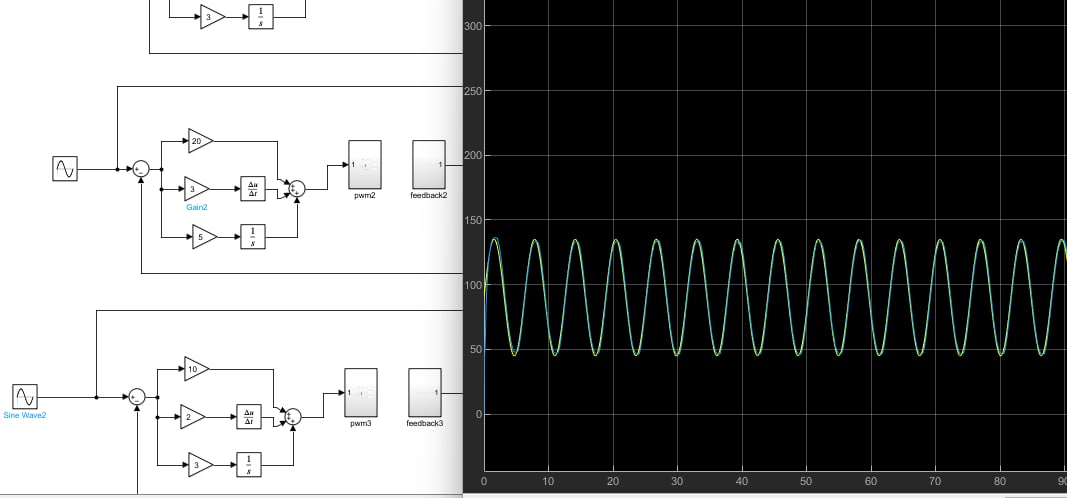 3
1
s
20
3
Δu
Δt
Gain2
5
1
s
1
pwm2
1
feedback2
10
2
Δu
Δt
3
1
s
1
pwm3
1
feedback3
Sine Wave2
300
250
200
150
100
50
0
0 10 20 30 40 50 60 70 80 90